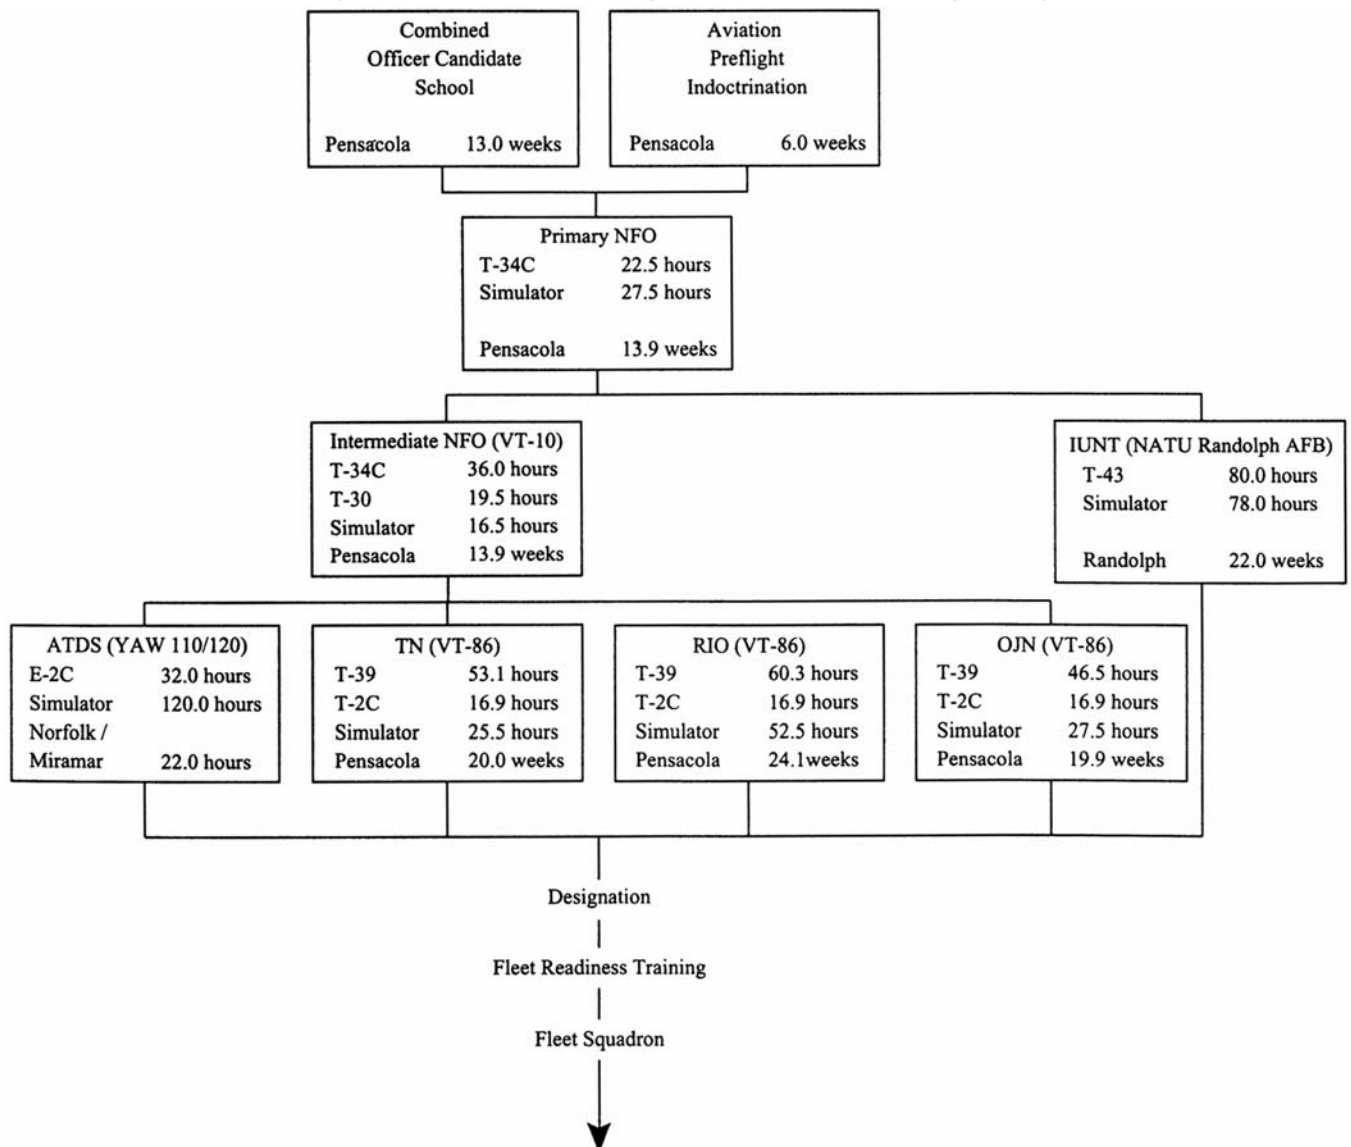 Combined
Officer Candidate
School
Pensacola 13.0 weeks
Aviation
Preflight
Indoctrination
Pensacola 6.0 weeks
Primary NFO
T-34C 22.5 hours
Simulator 27.5 hours
Pensacola 13.9 weeks
Intermediate NFO (VT-10)
T-34C 36.0 hours
T-30 19.5 hours
Simulator 16.5 hours
Pensacola 13.9 weeks
IUNT (NATU Randolph AFB)
T-43 80.0 hours
Simulator 78.0 hours
Randolph 22.0 weeks
ATDS (YAW 110/120)
E-2C 32.0 hours
Simulator 120.0 hours
Norfolk /
Miramar 22.0 hours
TN (VT-86)
T-39 53.1 hours
T-2C 16.9 hours
Simulator 25.5 hours
Pensacola 20.0 weeks
RIO (VT-86)
T-39 60.3 hours
T-2C 16.9 hours
Simulator 52.5 hours
Pensacola 24.1weeks
OJN (VT-86)
T-39 46.5 hours
T-2C 16.9 hours
Simulator 27.5 hours
Pensacola 19.9 weeks
Designation
Fleet Readiness Training
Fleet Squadron